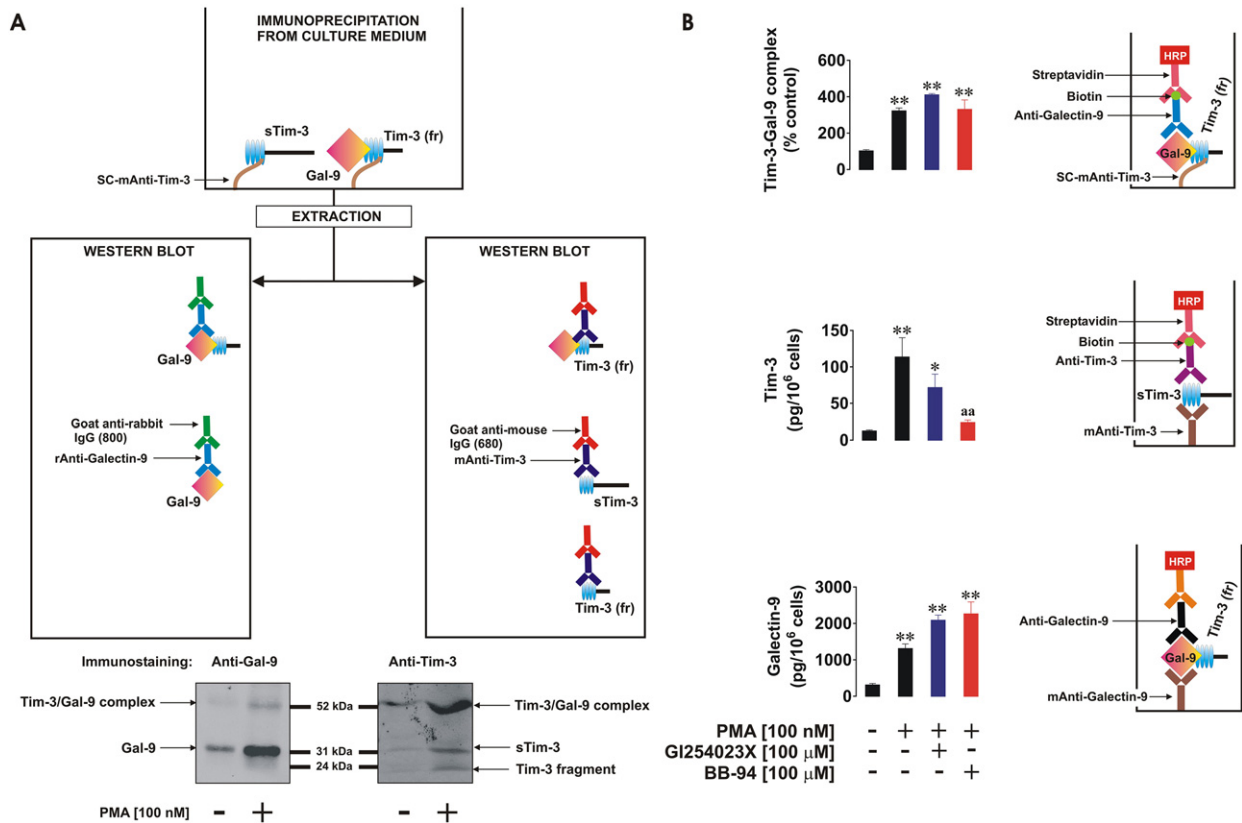 A
IMMUNOPRECIPITATION
FROM CULTURE MEDIUM
sTim-3
Tim-3 (fr)
Gal-9
SC-mAnti-Tim-3
EXTRACTION
WESTERN BLOT
Gal-9
Goat anti-rabbit
IgG (800)
rAnti-Galectin-9
Gal-9
WESTERN BLOT
Tim-3 (fr)
Goat anti-mouse
IgG (680)
mAnti-Tim-3
sTim-3
Tim-3 (fr)
Immunostaining: Anti-Gal-9 Anti-Tim-3
Tim-3/Gal-9 complex 52 kDa Tim-3/Gal-9 complex
Gal-9 31 kDa sTim-3
24 kDa Tim-3 fragment
PMA [100 nM] - + - +
B
Tim-3-Gal-9 complex
(% control)
600
400
200
0
** ** **
HRP
Streptavidin
Biotin
Anti-Galectin-9
Tim-3 (fr)
Gal-9
SC-mAnti-Tim-3
Tim-3
(pg/10⁶ cells)
150
100
50
0
** * aa
HRP
Streptavidin
Biotin
Anti-Tim-3
sTim-3
mAnti-Tim-3
Galectin-9
(pg/10⁶ cells)
3000
2000
1000
0
** ** **
HRP
Anti-Galectin-9
Tim-3 (fr)
Gal-9
mAnti-Galectin-9
PMA [100 nM] - + + +
GI254023X [100 µM] - - + -
BB-94 [100 µM] - - - +